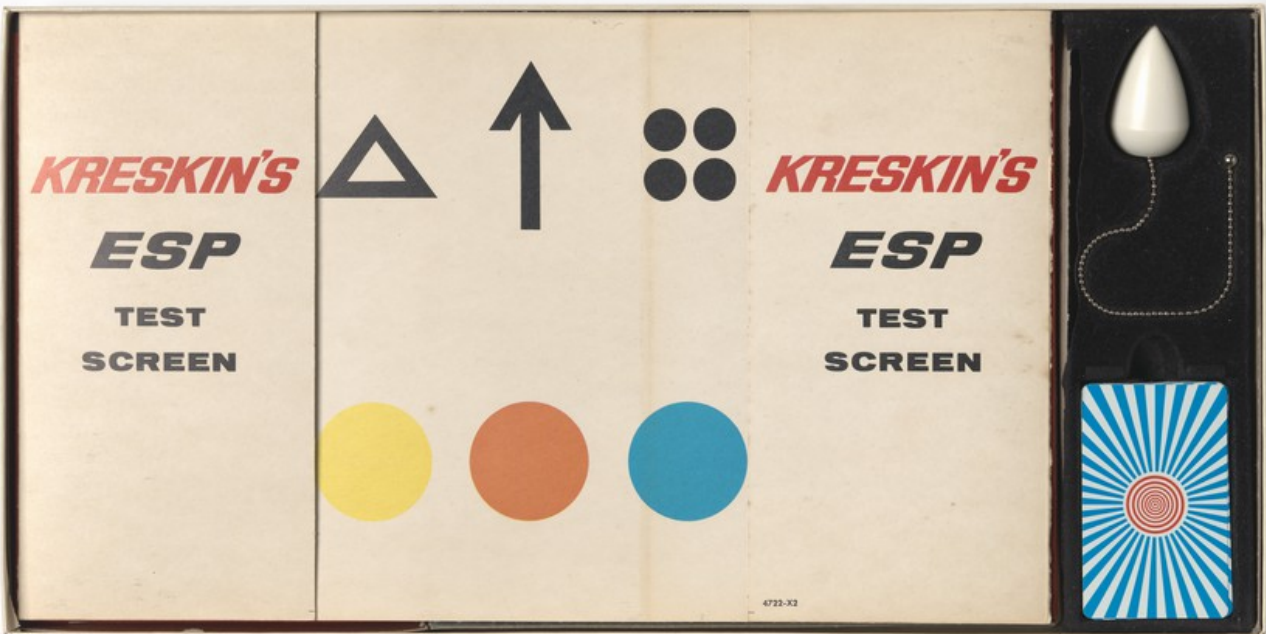 KRESKIN'S
ESP
TEST
SCREEN
KRESKIN'S
ESP
TEST
SCREEN
4722-X2